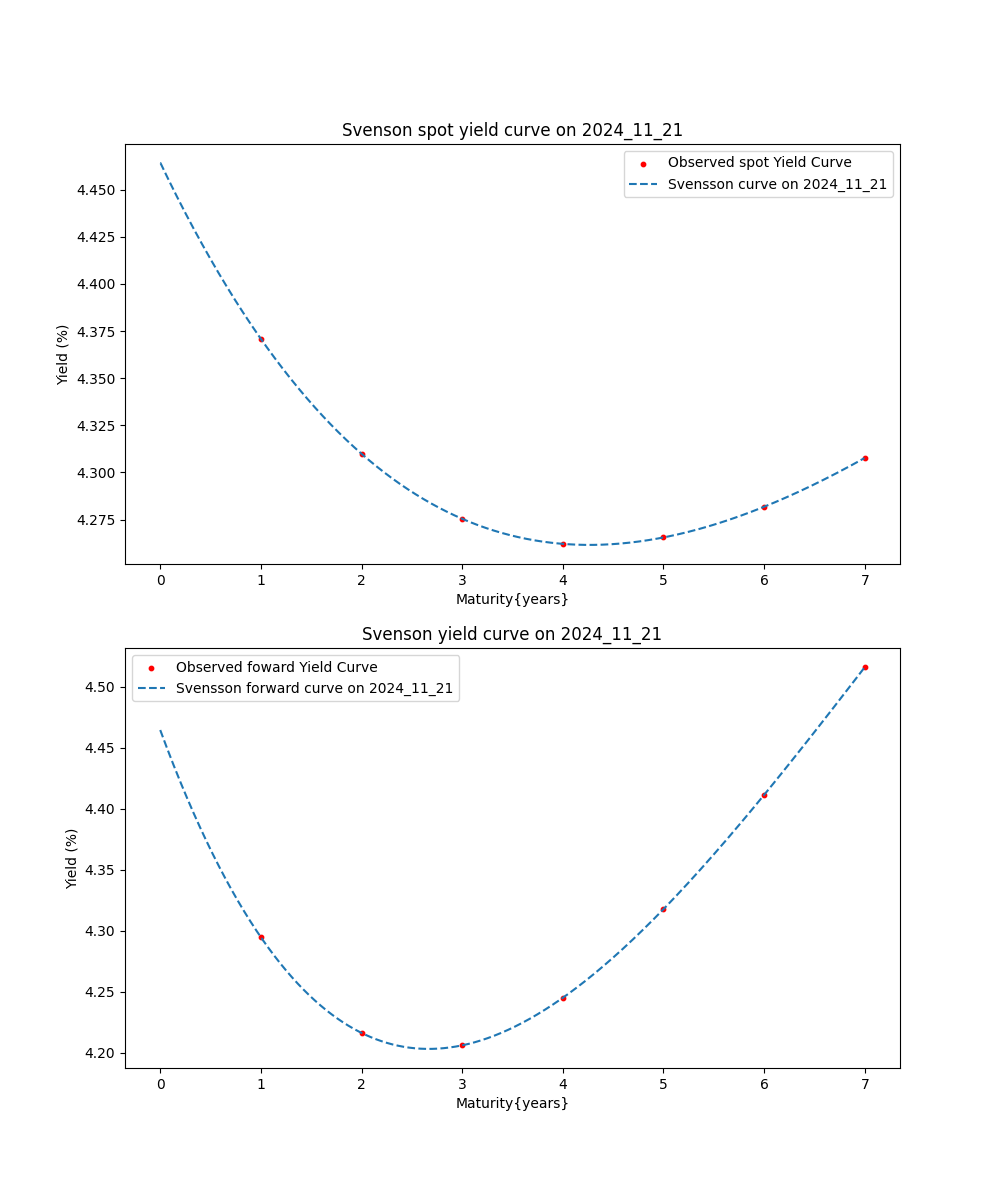 Svenson spot yield curve on 2024_11_21
Observed spot Yield Curve
Svensson curve on 2024_11_21
Yield (%)
4.450
4.425
4.400
4.375
4.350
4.325
4.300
4.275
0 1 2 3 4 5 6 7
Maturity{years}
Svenson yield curve on 2024_11_21
Observed foward Yield Curve
Svensson forward curve on 2024_11_21
Yield (%)
4.50
4.45
4.40
4.35
4.30
4.25
4.20
0 1 2 3 4 5 6 7
Maturity{years}